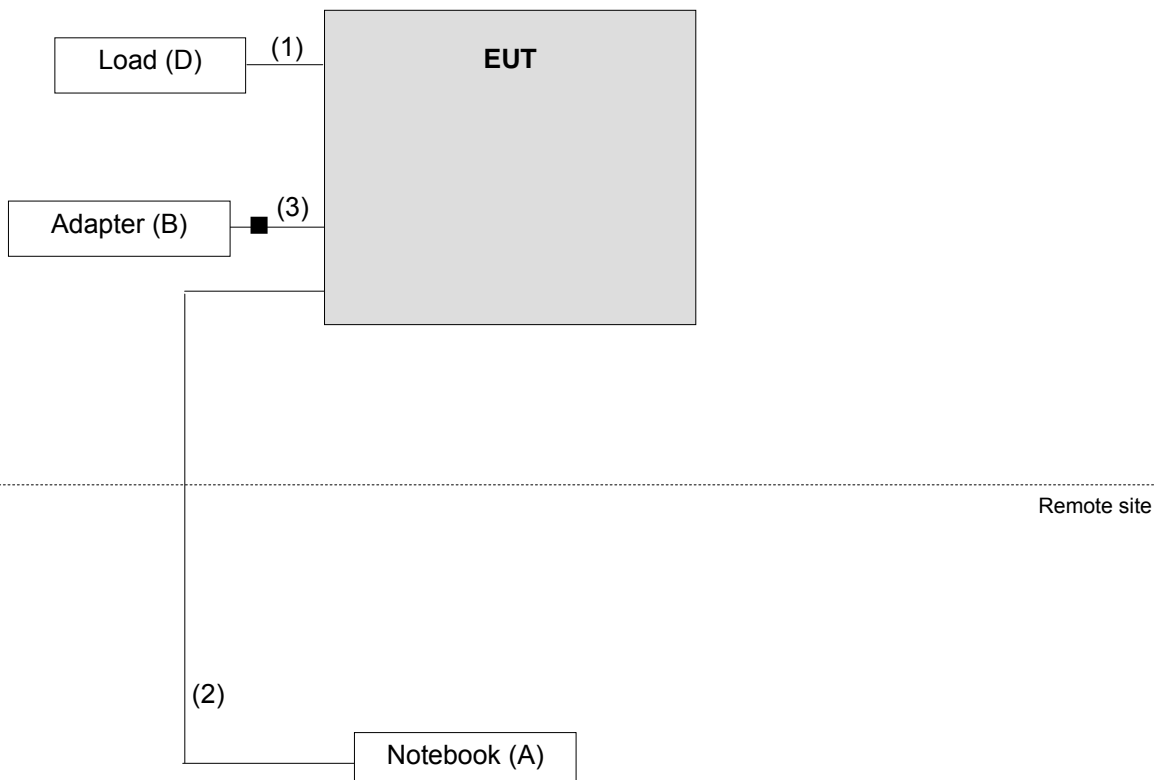 Load (D)
(1)
EUT
Adapter (B)
(3)
Remote site
(2)
Notebook (A)